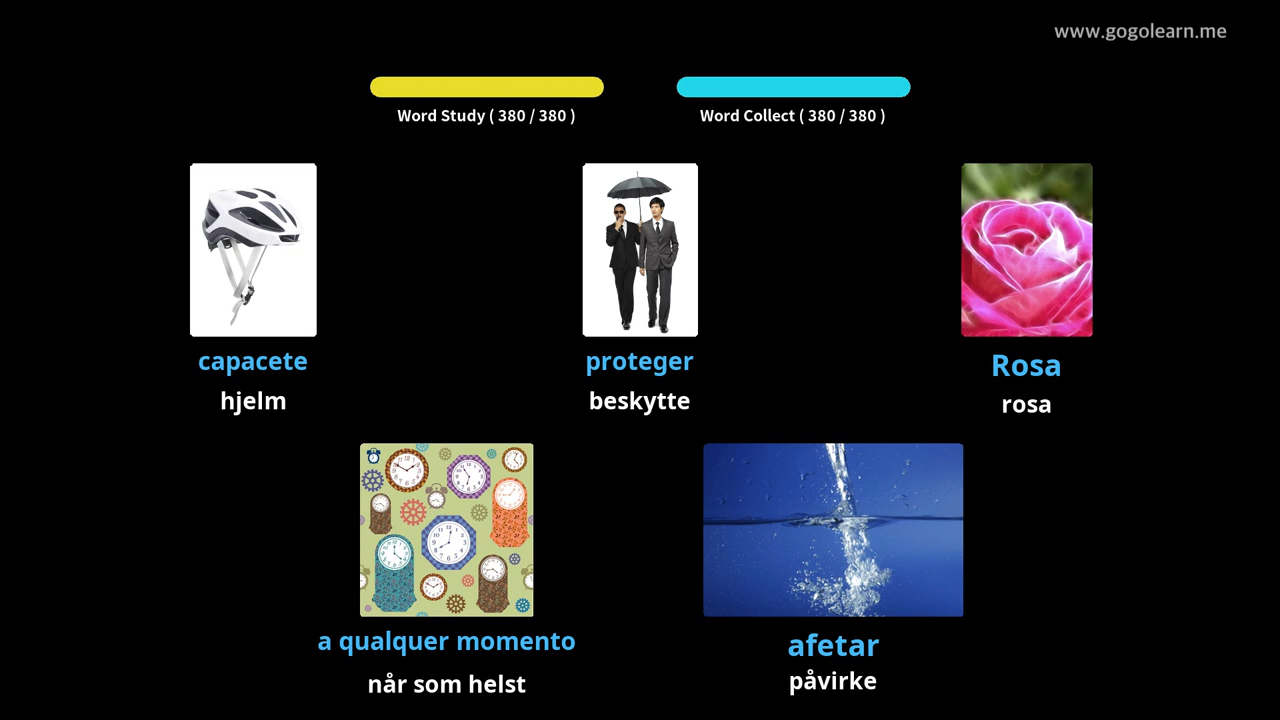 www.gogolearn.me
Word Study ( 380 / 380 )
Word Collect ( 380 / 380 )
capacete
hjelm
proteger
beskytte
Rosa
rosa
a qualquer momento
når som helst
afetar
påvirke